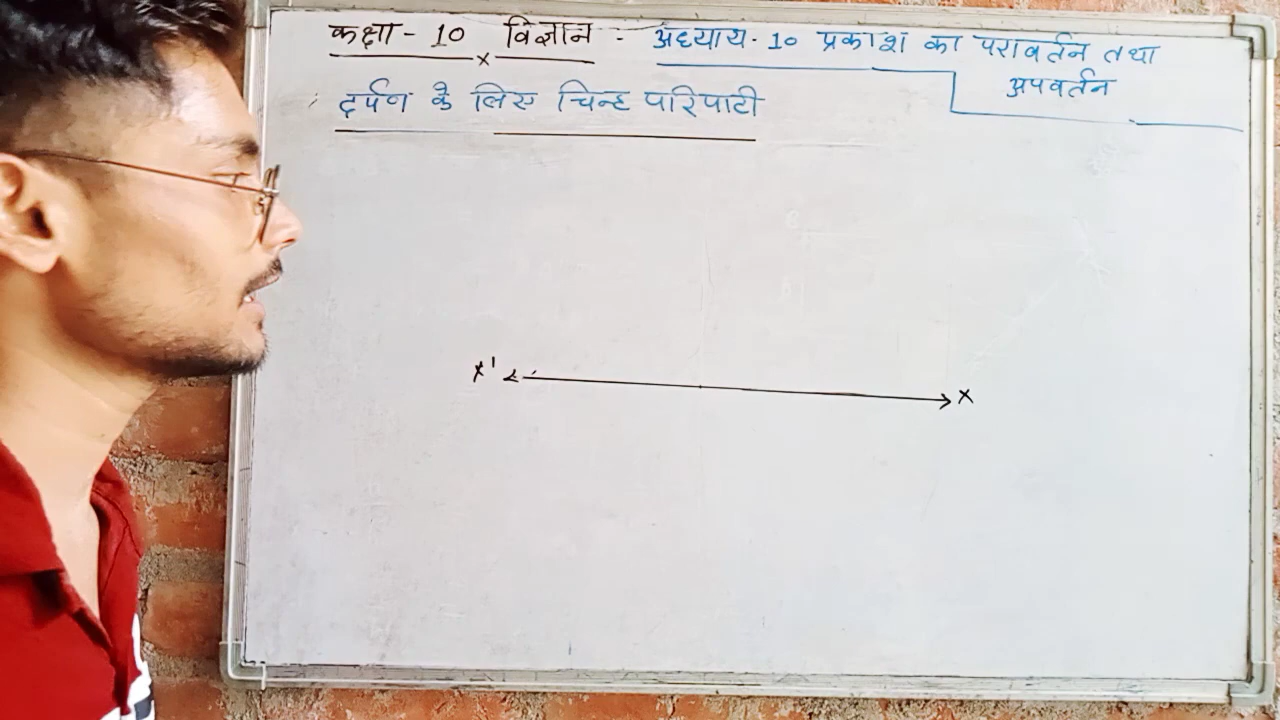 कक्षा - 10 विज्ञान - अध्याय. 10 प्रकाश का परावर्तन तथा
अपवर्तन
दर्पण के लिए चिन्ह परिपाटी
X' X